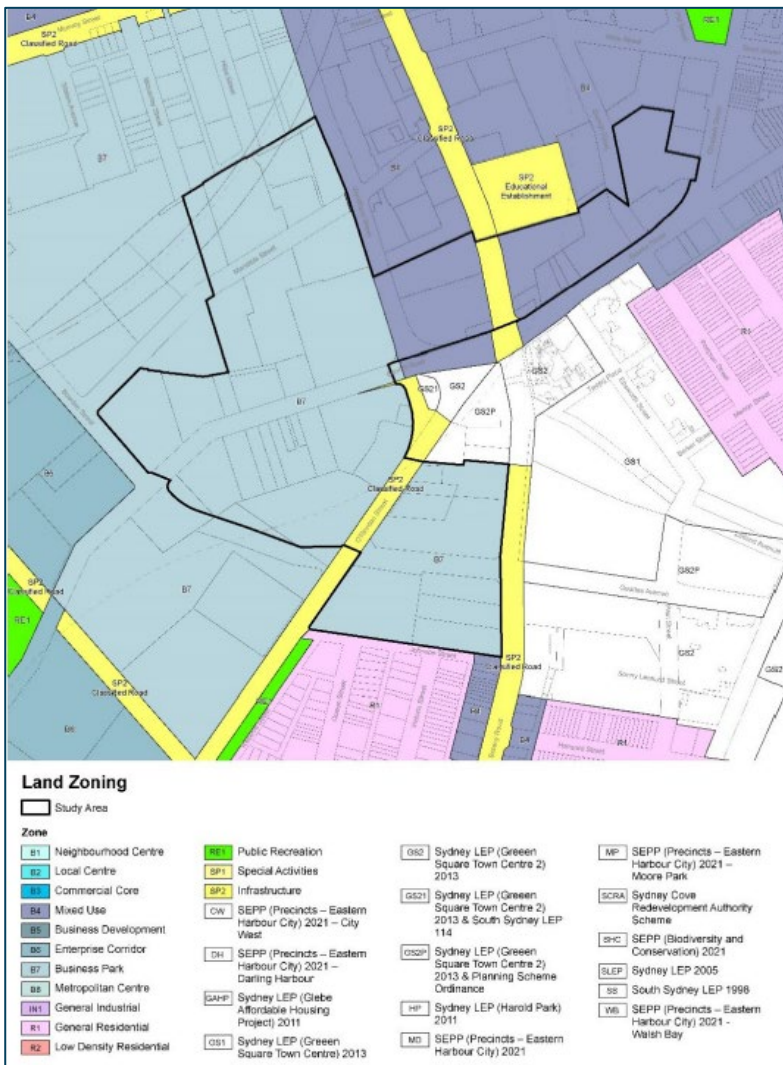 B4
SP2
Classified Road
RE1
B7
B4
SP2
Classified Road
B4
SP2
Educational
Establishment
B7
GS21
GS2
GS2P
GS2
R1
GS1
B6
SP2
Classified Road
B7
GS2P
SP2
Classified Road
RE1
B7
SP2
Classified Road
B6
R1
SP2
Classified Road
GS2
GS2
B4
B4
R1
Land Zoning
Study Area
Zone
B1 Neighbourhood Centre
B2 Local Centre
B3 Commercial Core
B4 Mixed Use
B5 Business Development
B6 Enterprise Corridor
B7 Business Park
B8 Metropolitan Centre
IN1 General Industrial
R1 General Residential
R2 Low Density Residential
RE1 Public Recreation
SP1 Special Activities
SP2 Infrastructure
CW SEPP (Precincts – Eastern
Harbour City) 2021 – City
West
DH SEPP (Precincts – Eastern
Harbour City) 2021 –
Darling Harbour
GAHP Sydney LEP (Glebe
Affordable Housing
Project) 2011
GS1 Sydney LEP (Greeen
Square Town Centre) 2013
GS2 Sydney LEP (Greeen
Square Town Centre 2)
2013
GS21 Sydney LEP (Greeen
Square Town Centre 2)
2013 & South Sydney LEP
114
GS2P Sydney LEP (Greeen
Square Town Centre 2)
2013 & Planning Scheme
Ordinance
HP Sydney LEP (Harold Park)
2011
MD SEPP (Precincts – Eastern
Harbour City) 2021
MP SEPP (Precincts – Eastern
Harbour City) 2021 –
Moore Park
SCRA Sydney Cove
Redevelopment Authority
Scheme
SHC SEPP (Biodiversity and
Conservation) 2021
SLEP Sydney LEP 2005
SS South Sydney LEP 1998
WB SEPP (Precincts – Eastern
Harbour City) 2021 -
Walsh Bay